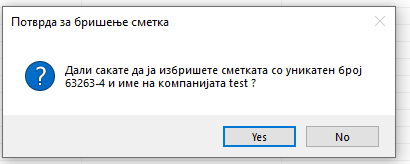 Потврда за бришење сметка
Дали сакате да ја избришете сметката со уникатен број
63263-4 и име на компанијата test ?
Yes
No